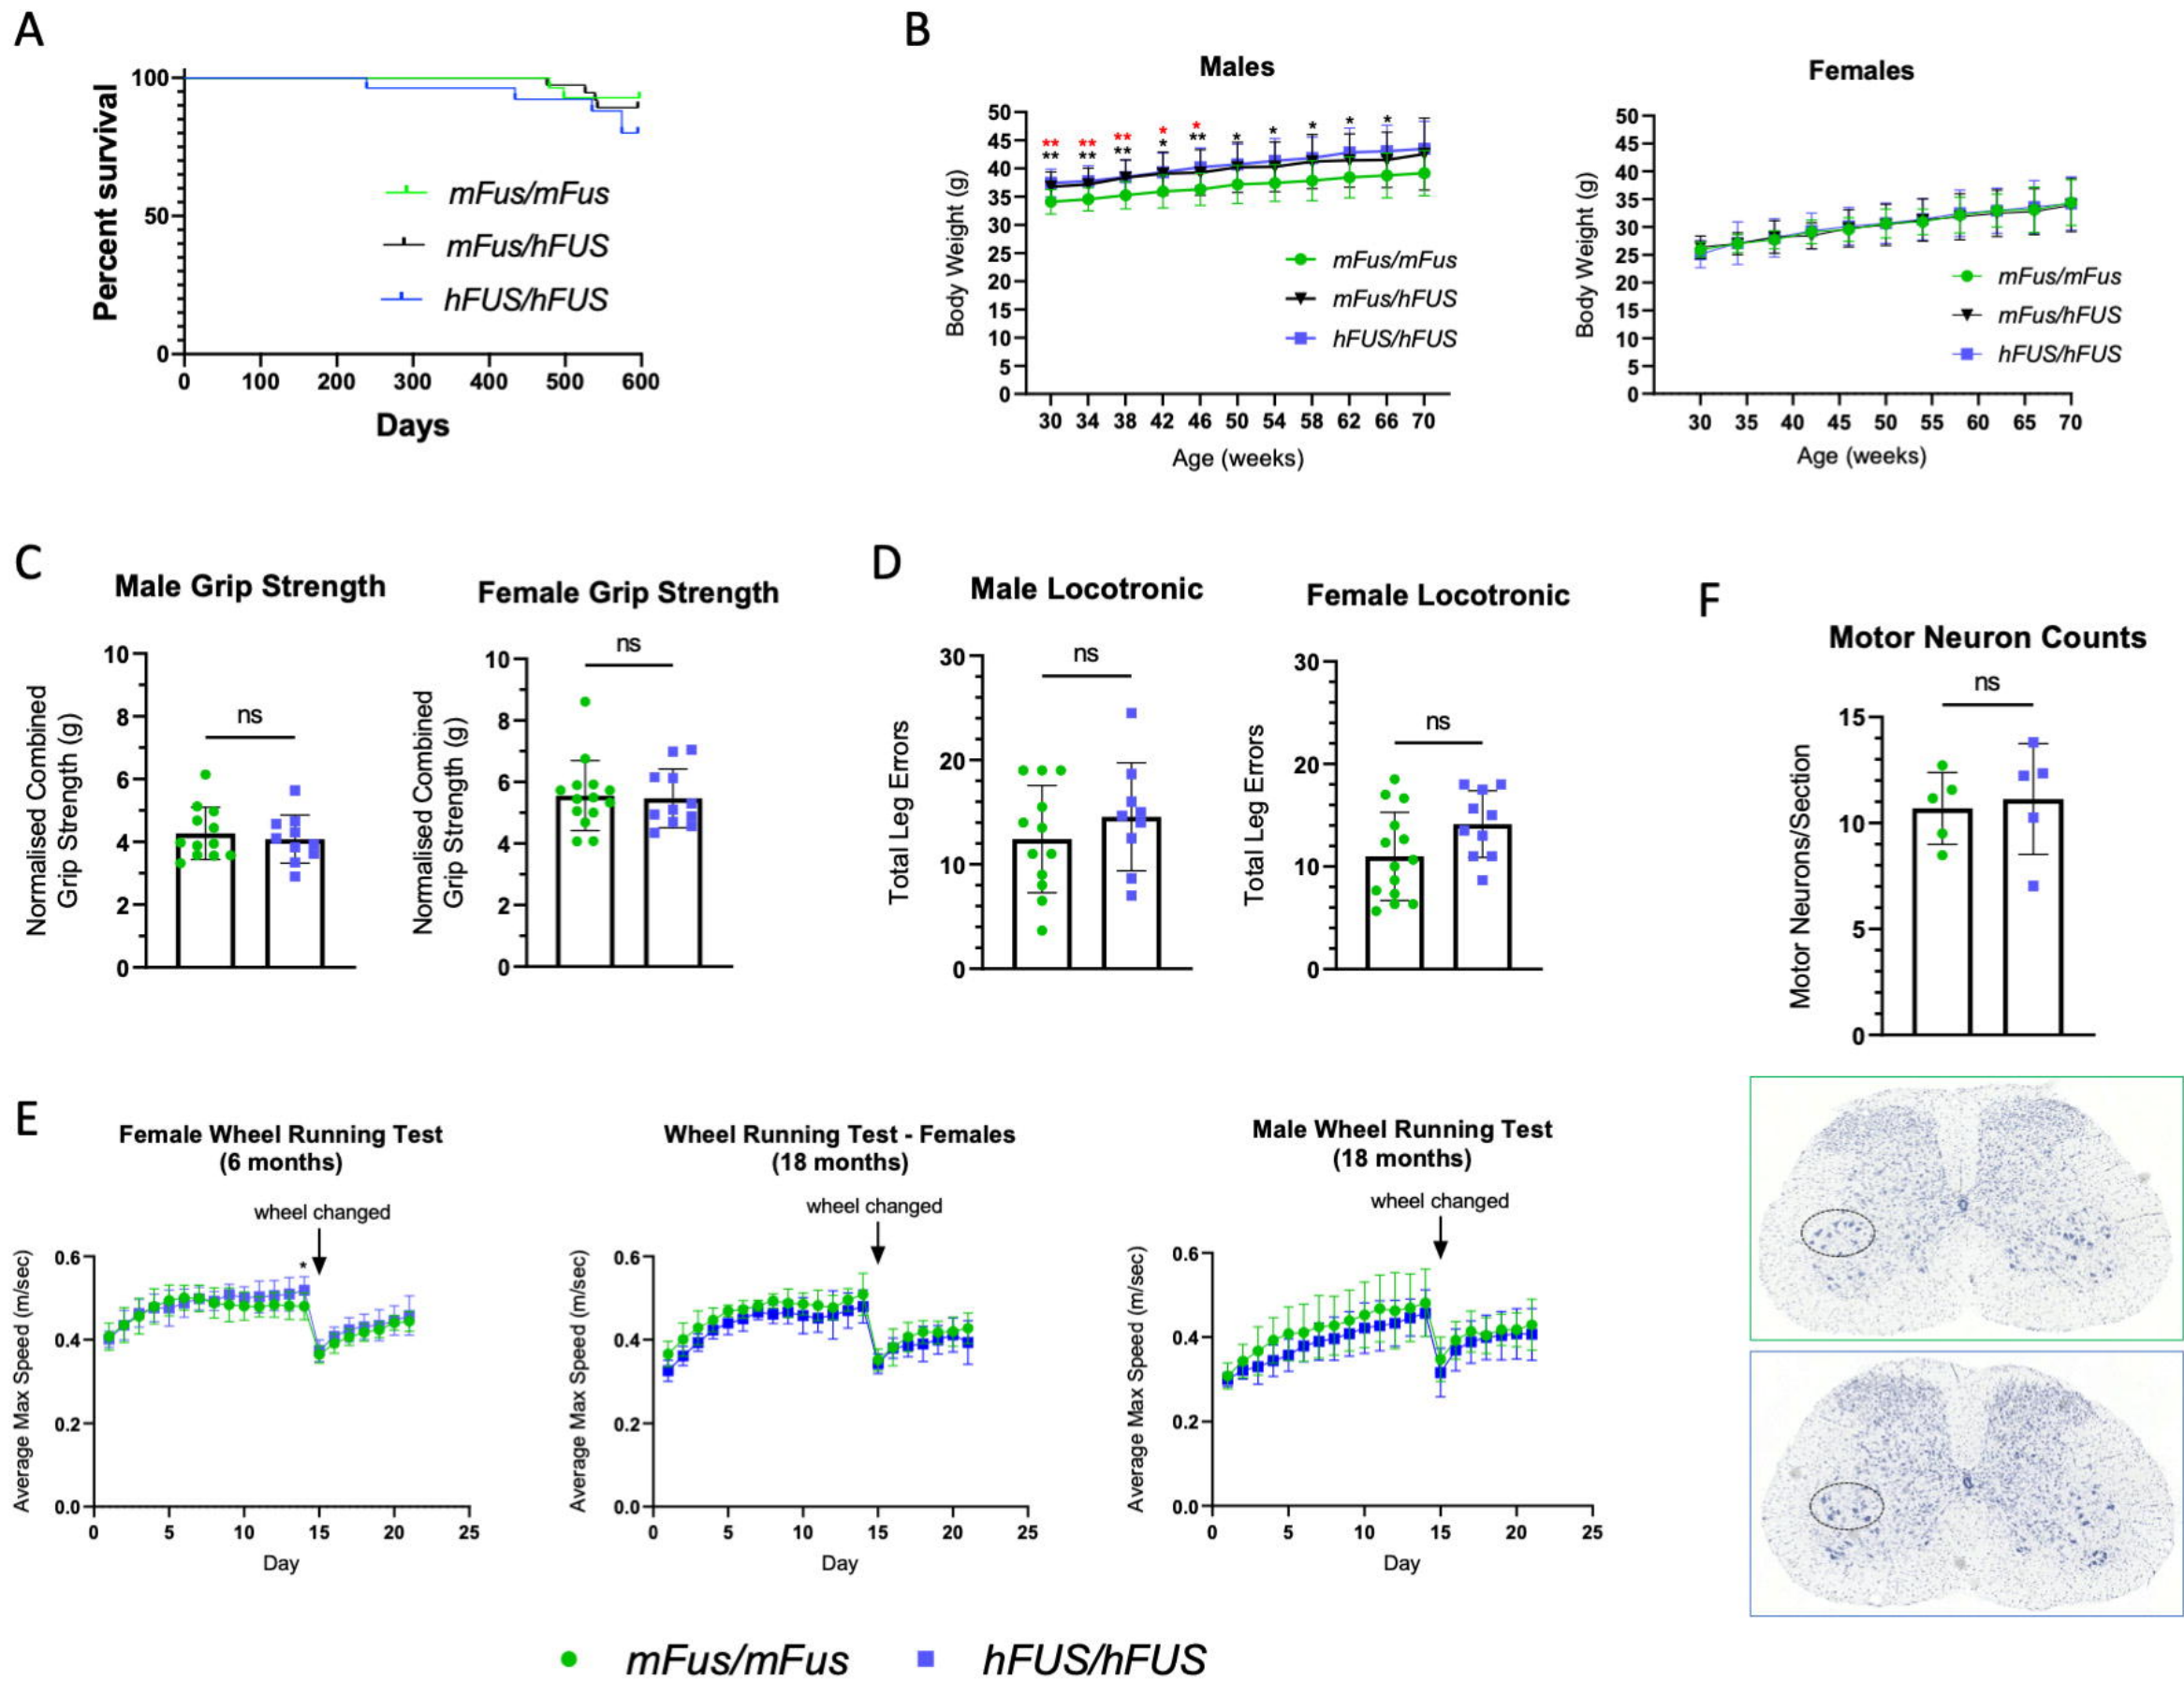 A
100
50
0
Percent survival
0 100 200 300 400 500 600
Days
mFus/mFus
mFus/hFUS
hFUS/hFUS
B
Males
50
45
40
35
30
25
20
15
10
5
0
Body Weight (g)
** ** ** * *
** ** ** * ** * * * * *
mFus/mFus
mFus/hFUS
hFUS/hFUS
30 34 38 42 46 50 54 58 62 66 70
Age (weeks)
Females
50
45
40
35
30
25
20
15
10
5
0
Body Weight (g)
mFus/mFus
mFus/hFUS
hFUS/hFUS
30 35 40 45 50 55 60 65 70
Age (weeks)
C
Male Grip Strength
10
8
6
4
2
0
Normalised Combined
Grip Strength (g)
ns
Female Grip Strength
10
8
6
4
2
0
Normalised Combined
Grip Strength (g)
ns
D
Male Locotronic
30
20
10
0
Total Leg Errors
ns
Female Locotronic
30
20
10
0
Total Leg Errors
ns
F
Motor Neuron Counts
15
10
5
0
Motor Neurons/Section
ns
E
Female Wheel Running Test
(6 months)
wheel changed
*
0.6
0.4
0.2
0.0
Average Max Speed (m/sec)
0 5 10 15 20 25
Day
Wheel Running Test - Females
(18 months)
wheel changed
0.6
0.4
0.2
0.0
Average Max Speed (m/sec)
0 5 10 15 20 25
Day
Male Wheel Running Test
(18 months)
wheel changed
0.6
0.4
0.2
0.0
Average Max Speed (m/sec)
0 5 10 15 20 25
Day
mFus/mFus hFUS/hFUS